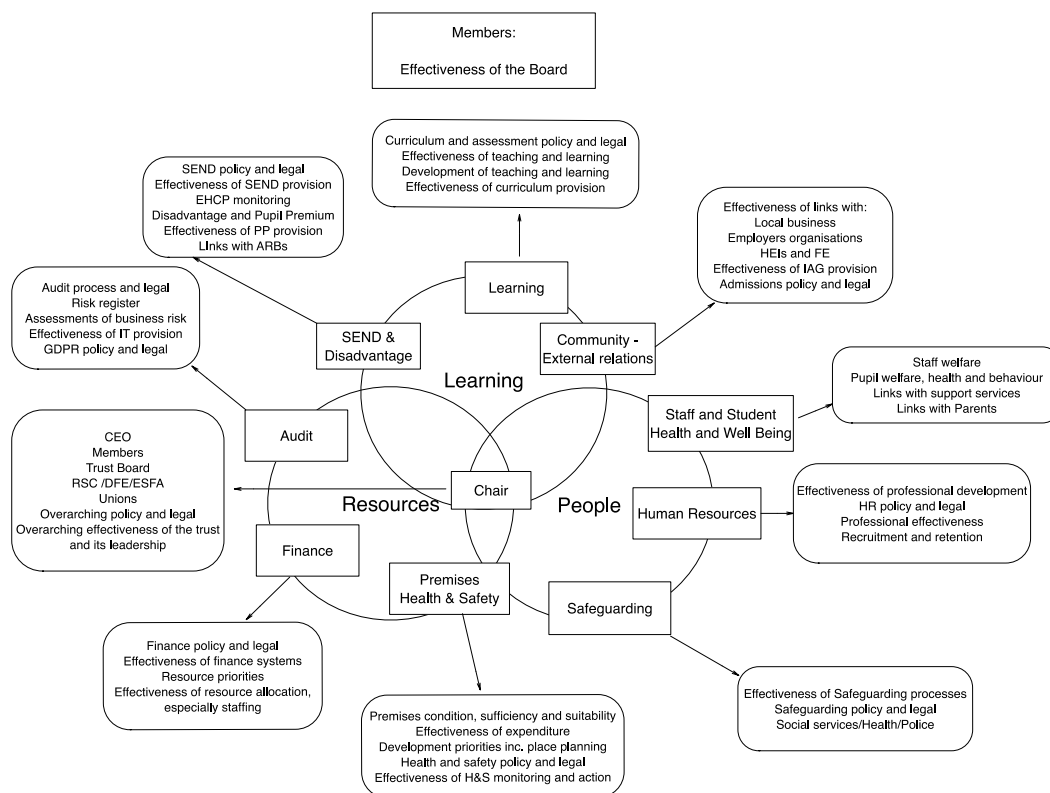 Members:
Effectiveness of the Board
Curriculum and assessment policy and legal
Effectiveness of teaching and learning
Development of teaching and learning
Effectiveness of curriculum provision
SEND policy and legal
Effectiveness of SEND provision
EHCP monitoring
Disadvantage and Pupil Premium
Effectiveness of PP provision
LInks with ARBs
Effectiveness of links with:
Local business
Employers organisations
HEIs and FE
Effectiveness of IAG provision
Admissions policy and legal
Audit process and legal
Risk register
Assessments of business risk
Effectiveness of IT provision
GDPR policy and legal
Learning
SEND &
Disadvantage
Community -
External relations
Learning
Staff welfare
Pupil welfare, health and behaviour
Links with support services
Links with Parents
Staff and Student
Health and Well Being
Audit
CEO
Members
Trust Board
RSC /DFE/ESFA
Unions
Overarching policy and legal
Overarching effectiveness of the trust
and its leadership
Chair
Resources
People
Human Resources
Effectiveness of professional development
HR policy and legal
Professional effectiveness
Recruitment and retention
Finance
Premises
Health & Safety
Safeguarding
Finance policy and legal
Effectiveness of finance systems
Resource priorities
Effectiveness of resource allocation,
especially staffing
Premises condition, sufficiency and suitability
Effectiveness of expenditure
Development priorities inc. place planning
Health and safety policy and legal
Effectiveness of H&S monitoring and action
Effectiveness of Safeguarding processes
Safeguarding policy and legal
Social services/Health/Police